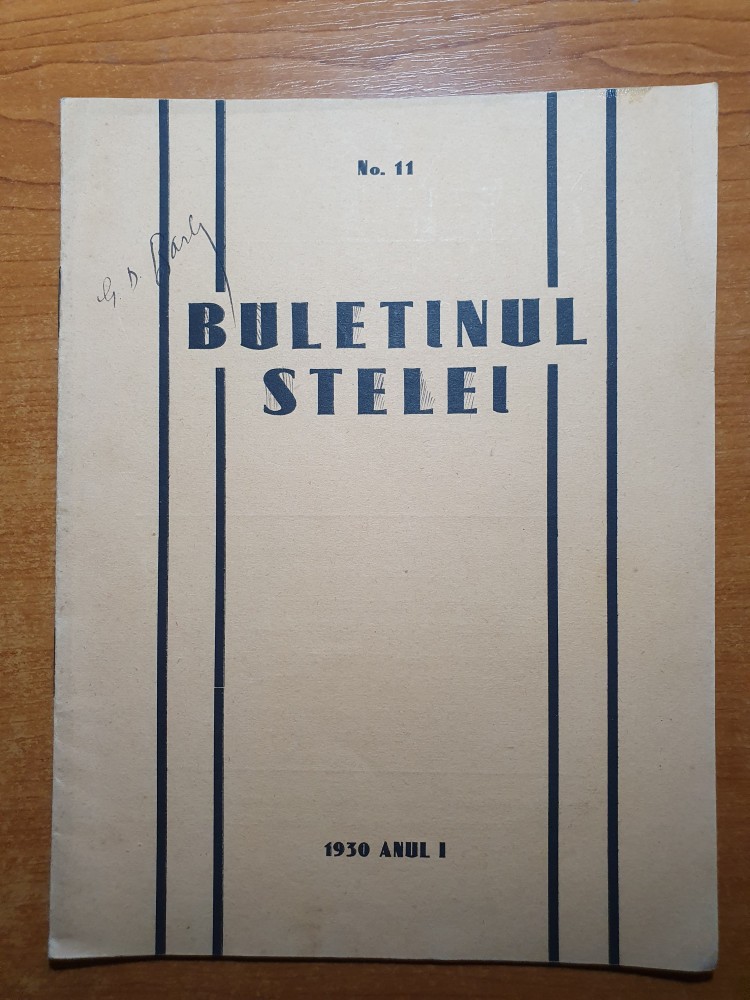 No. 11
G. D.
BULETINUL
STELEI
1930 ANUL I